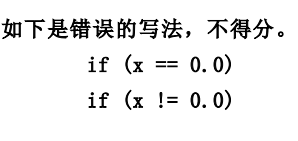 如下是错误的写法，不得分。
if (x == 0.0)
if (x != 0.0)